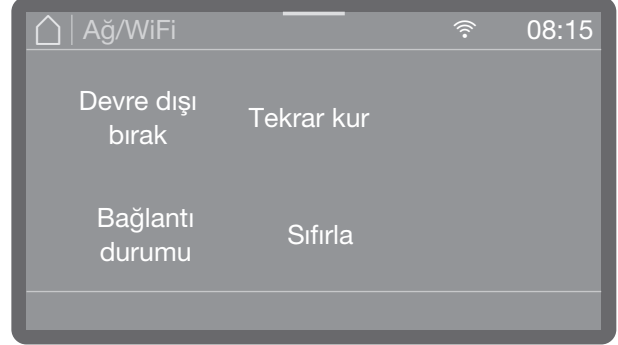 Ağ/WiFi 08:15
Devre dışı
bırak
Tekrar kur
Bağlantı
durumu
Sıfırla